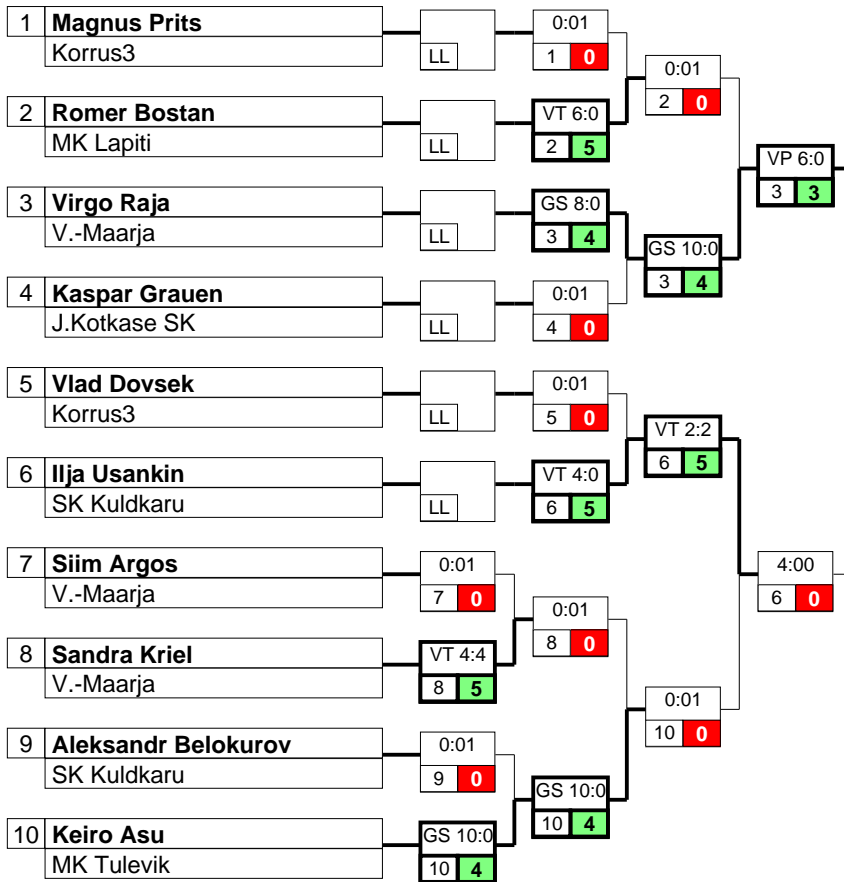 1 Magnus Prits
Korrus3
LL
0:01
1 0
0:01
2 0
2 Romer Bostan
MK Lapiti
LL
VT 6:0
2 5
VP 6:0
3 3
3 Virgo Raja
V.-Maarja
LL
GS 8:0
3 4
GS 10:0
3 4
4 Kaspar Grauen
J.Kotkase SK
LL
0:01
4 0
5 Vlad Dovsek
Korrus3
LL
0:01
5 0
VT 2:2
6 5
6 Ilja Usankin
SK Kuldkaru
LL
VT 4:0
6 5
7 Siim Argos
V.-Maarja
0:01
7 0
4:00
6 0
0:01
8 0
8 Sandra Kriel
V.-Maarja
VT 4:4
8 5
0:01
10 0
9 Aleksandr Belokurov
SK Kuldkaru
0:01
9 0
GS 10:0
10 4
10 Keiro Asu
MK Tulevik
GS 10:0
10 4